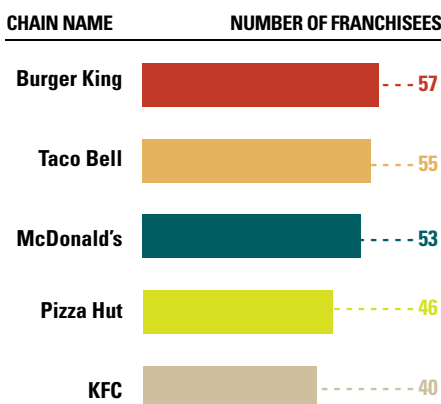 CHAIN NAME NUMBER OF FRANCHISEES
Burger King 57
Taco Bell 55
McDonald's 53
Pizza Hut 46
KFC 40